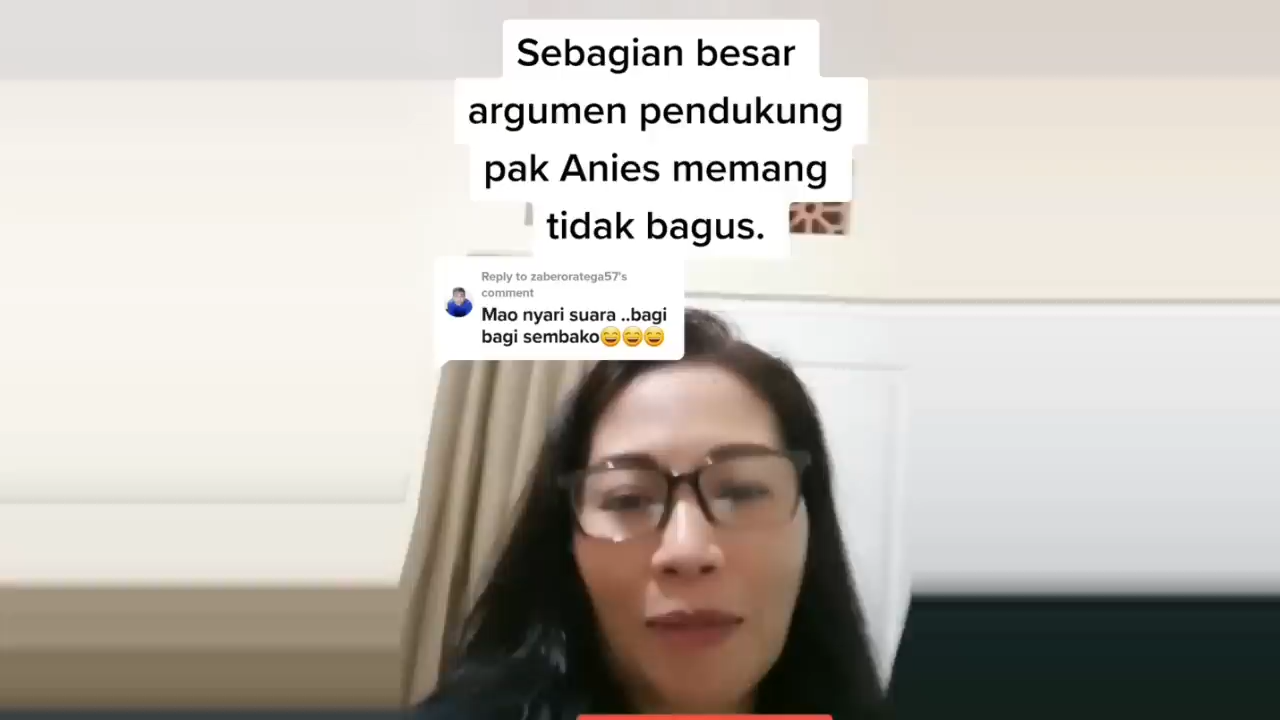 Sebagian besar
argumen pendukung
pak Anies memang
tidak bagus.
Reply to zaberoratega57's
comment
Mao nyari suara ..bagi
bagi sembako😄😄😄